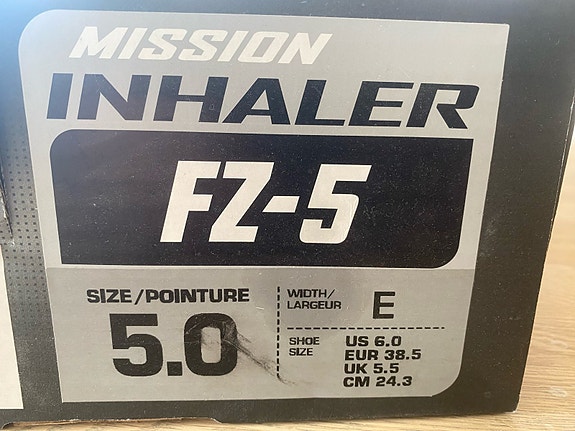 MISSION
INHALER
FZ-5
SIZE/POINTURE
5.0
WIDTH/
LARGEUR
E
SHOE
SIZE
US 6.0
EUR 38.5
UK 5.5
CM 24.3